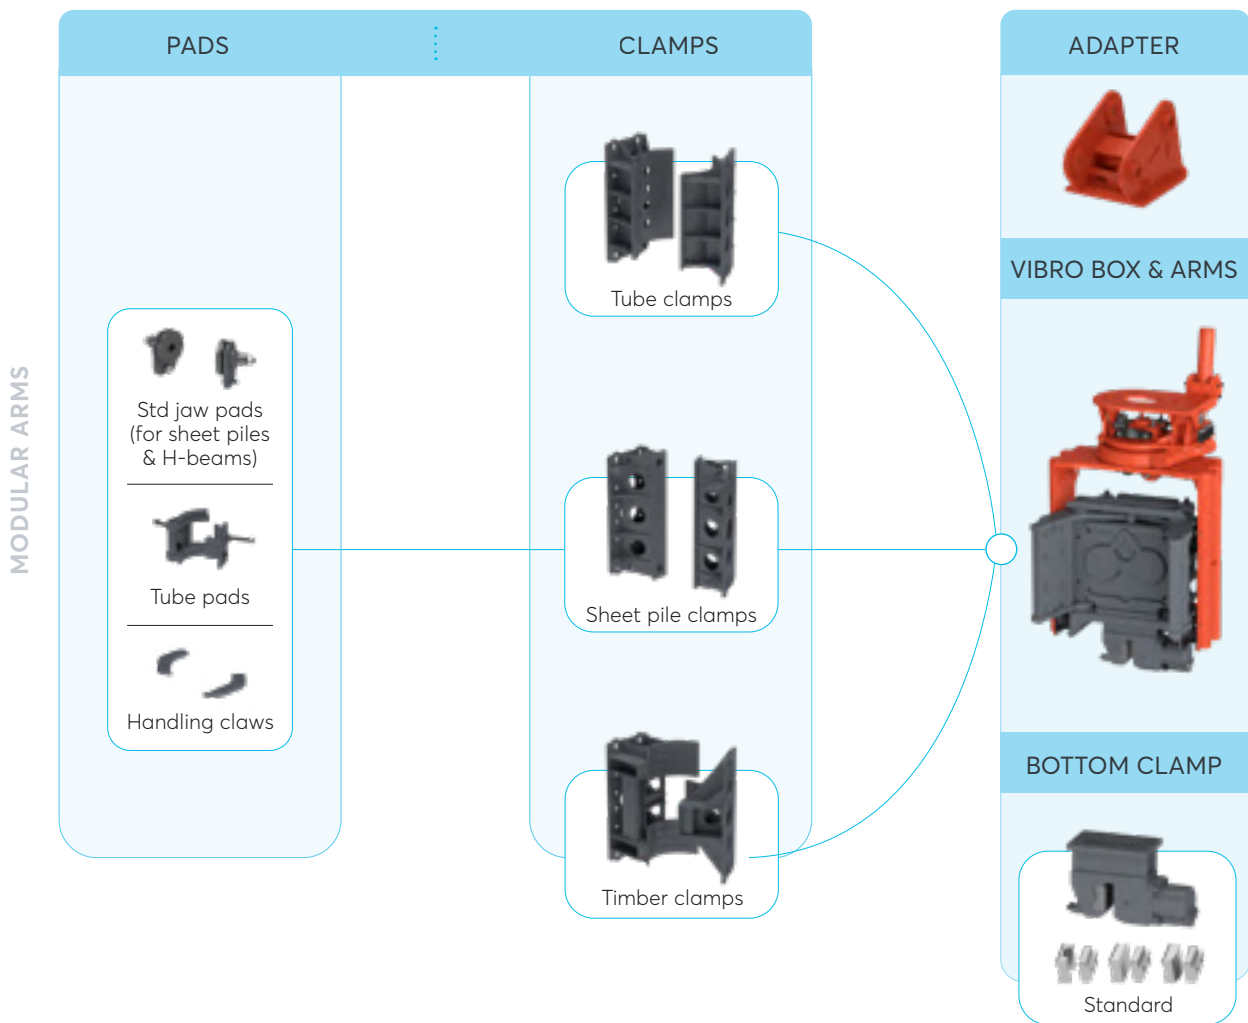 PADS
CLAMPS
ADAPTER
Tube clamps
VIBRO BOX & ARMS
MODULAR ARMS
Std jaw pads
(for sheet piles
& H-beams)
Tube pads
Handling claws
Sheet pile clamps
Timber clamps
BOTTOM CLAMP
Standard